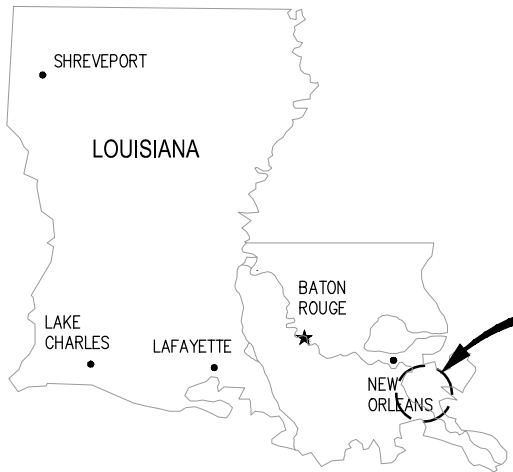 SHREVEPORT
LOUISIANA
BATON
ROUGE
LAKE
CHARLES
LAFAYETTE
NEW
ORLEANS